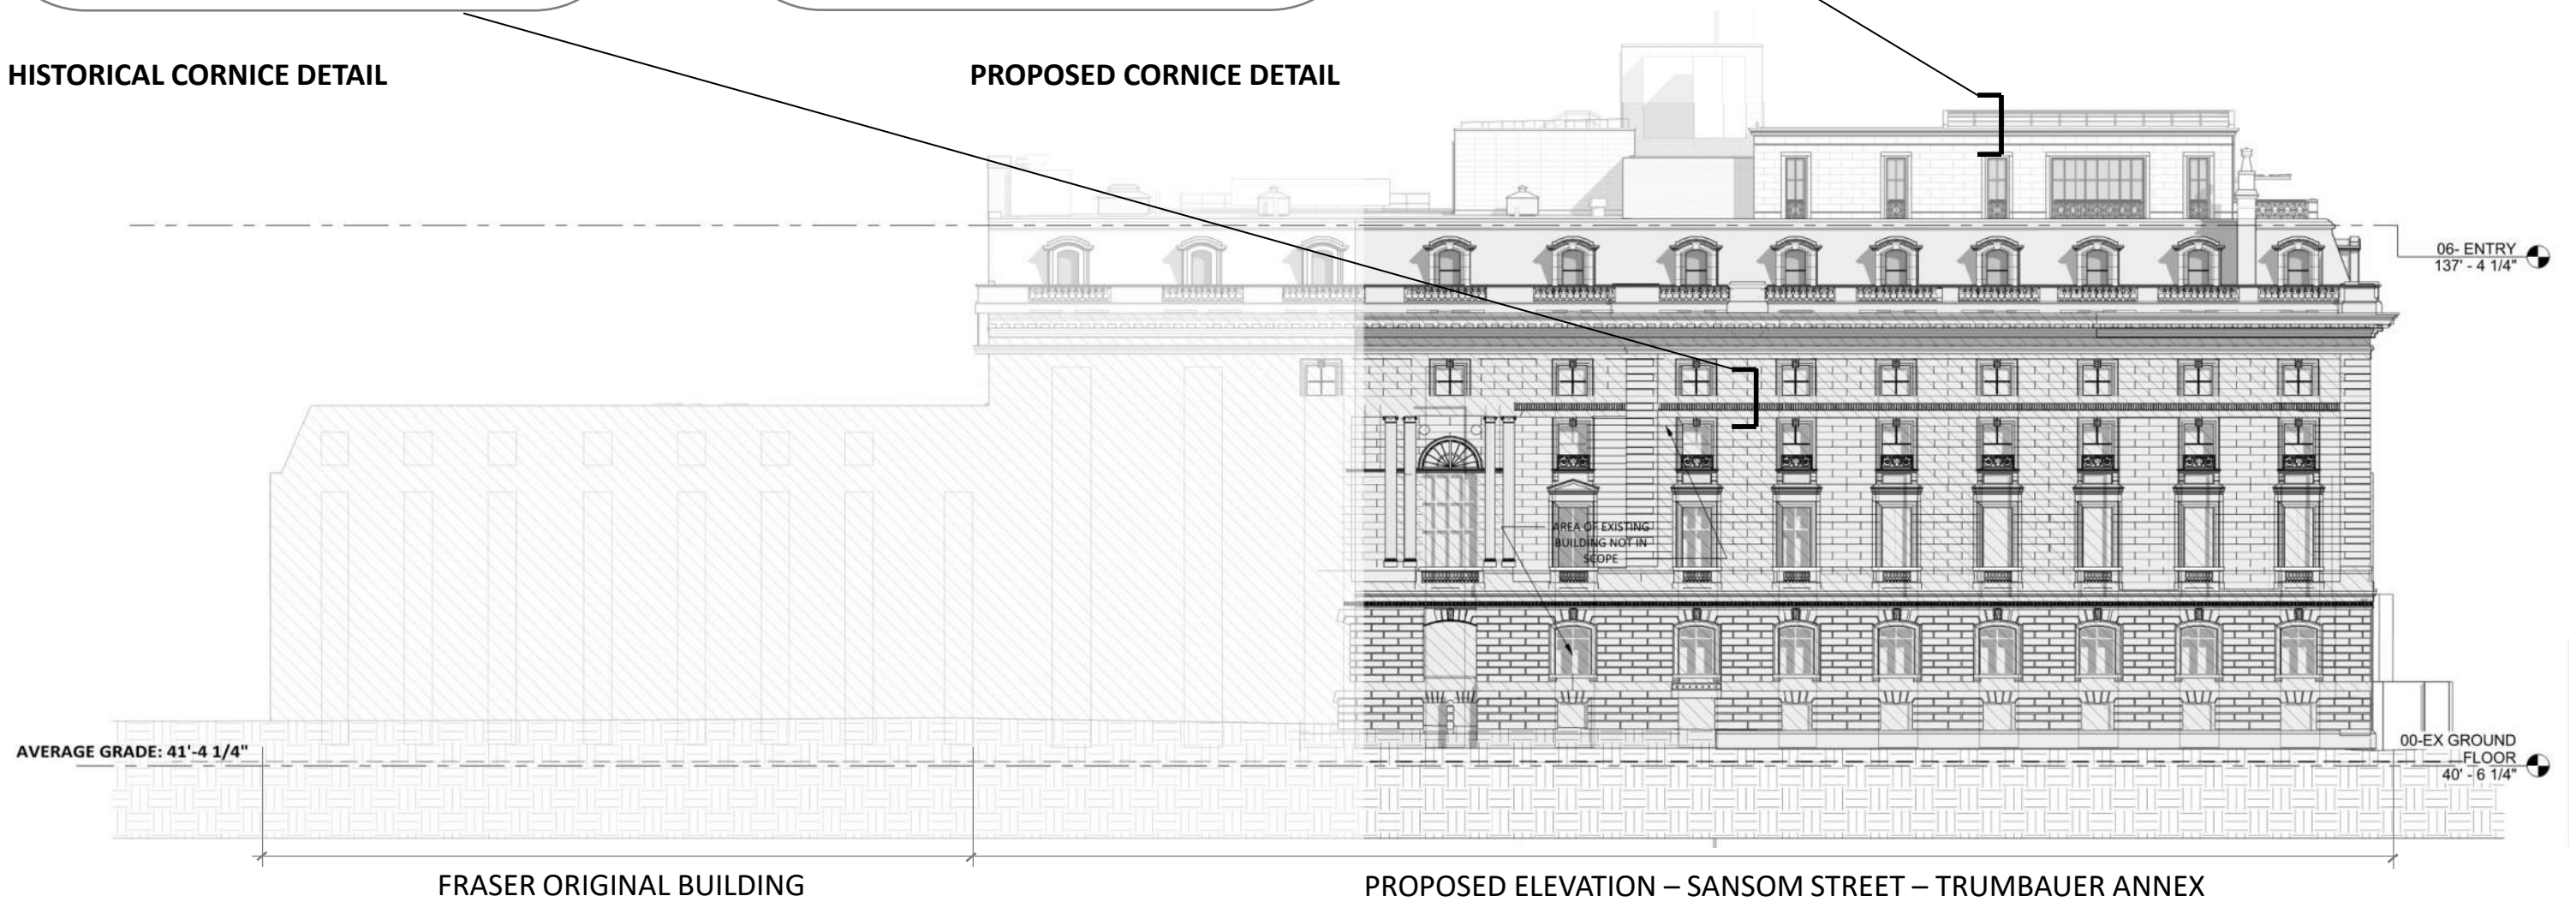 HISTORICAL CORNICE DETAIL
PROPOSED CORNICE DETAIL
06- ENTRY
137' - 4 1/4"
AREA OF EXISTING
BUILDING NOT IN
SCOPE
AVERAGE GRADE: 41'-4 1/4"
00-EX GROUND
FLOOR
40' - 6 1/4"
FRASER ORIGINAL BUILDING
PROPOSED ELEVATION – SANSOM STREET – TRUMBAUER ANNEX